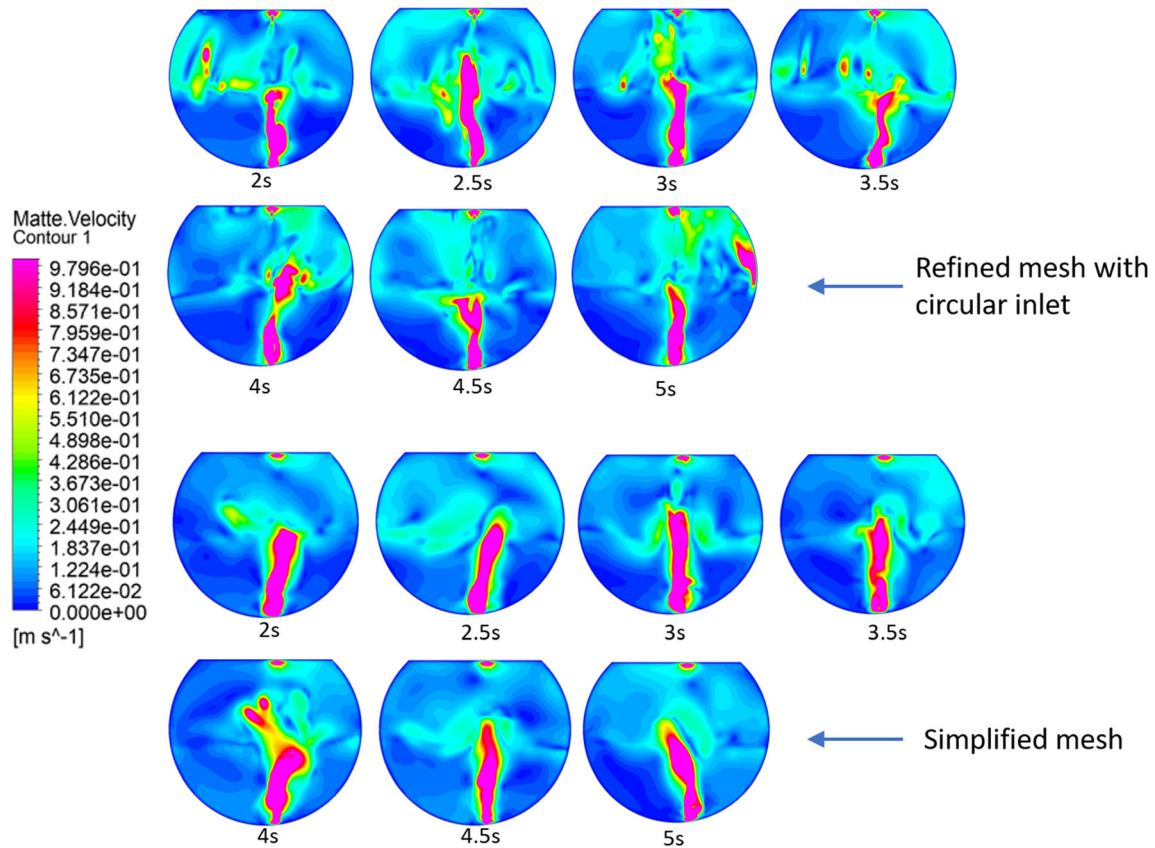 2s
2.5s
3s
3.5s
Matte.Velocity
Contour 1
9.796e-01
9.184e-01
8.571e-01
7.959e-01
7.347e-01
6.735e-01
6.122e-01
5.510e-01
4.898e-01
4.286e-01
3.673e-01
3.061e-01
2.449e-01
1.837e-01
1.224e-01
6.122e-02
0.000e+00
[m s^-1]
4s
4.5s
5s
Refined mesh with
circular inlet
2s
2.5s
3s
3.5s
4s
4.5s
5s
Simplified mesh